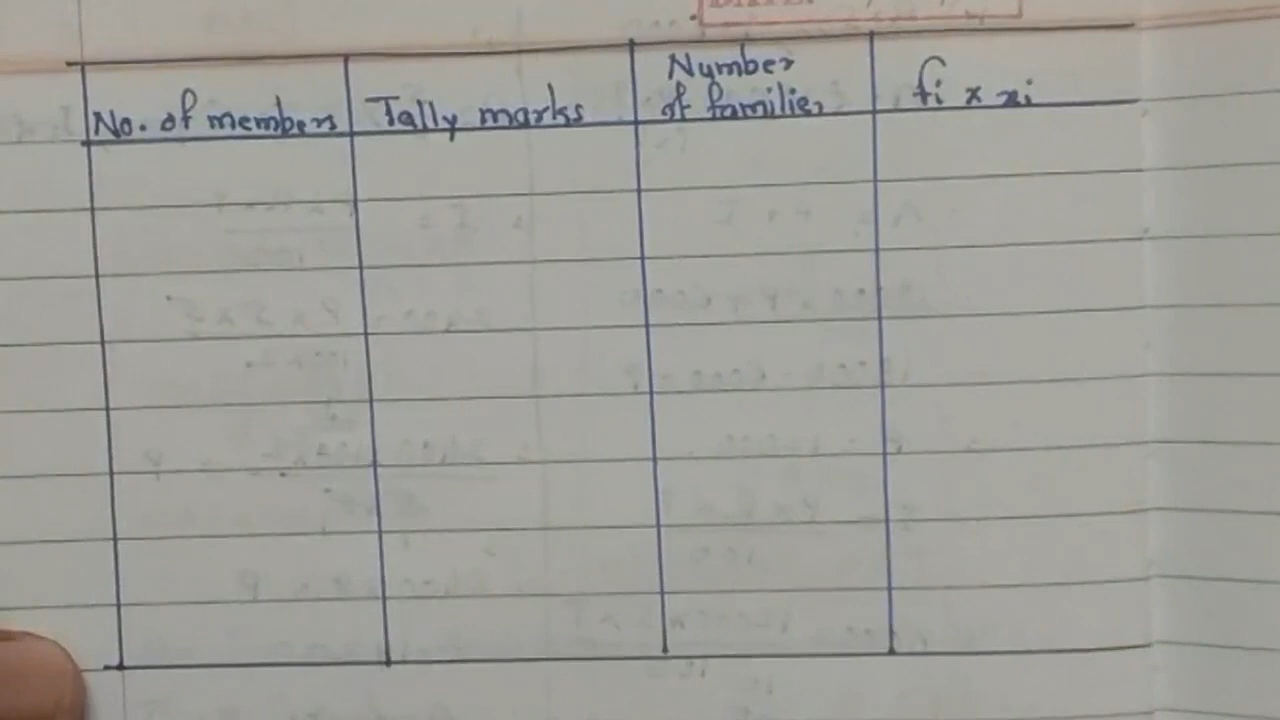 No. of members Tally marks Number of families fi × xi